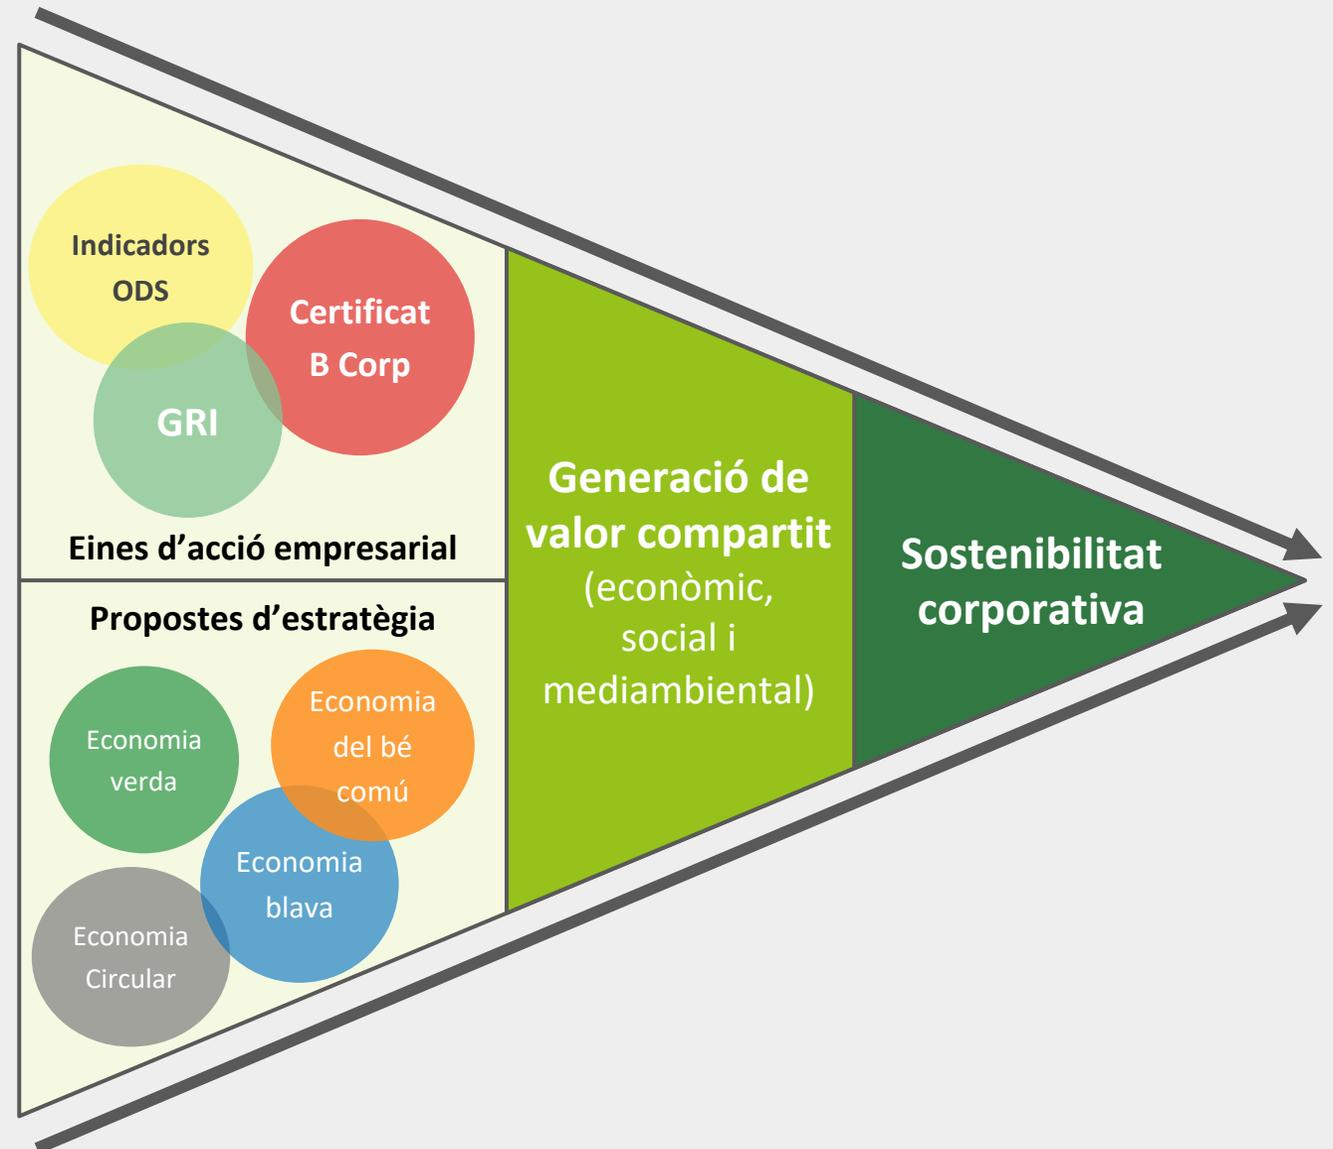 Indicadors
ODS
Certificat
B Corp
GRI
Eines d’acció empresarial
Propostes d’estratègia
Economia
verda
Economia
del bé
comú
Economia
blava
Economia
Circular
Generació de
valor compartit
(econòmic,
social i
mediambiental)
Sostenibilitat
corporativa